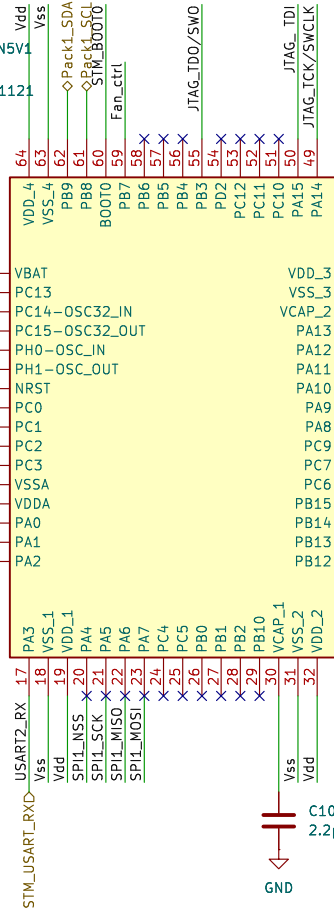 Vdd
Vss
Pack1_SDA
Pack1_SCL
STM_BOOT0
Fan_ctrl
JTAG_TDO/SWO
JTAG_TDI
JTAG_TCK/SWCLK
N5V1
1121
64
63
62
61
60
59
58
57
56
55
54
53
52
51
50
49
VDD_4
VSS_4
PB9
PB8
BOOT0
PB7
PB6
PB5
PB4
PB3
PD2
PC12
PC11
PC10
PA15
PA14
VBAT
VDD_3
PC13
VSS_3
PC14-OSC32_IN
VCAP_2
PC15-OSC32_OUT
PA13
PH0-OSC_IN
PA12
PH1-OSC_OUT
PA11
NRST
PA10
PC0
PA9
PC1
PA8
PC2
PC9
PC3
PC7
VSSA
PC6
VDDA
PB15
PA0
PB14
PA1
PB13
PA2
PB12
PA3
VSS_1
VDD_1
PA4
PA5
PA6
PA7
PC4
PC5
PB0
PB1
PB2
PB10
VCAP_1
VSS_2
VDD_2
17
18
19
20
21
22
23
24
25
26
27
28
29
30
31
32
USART2_RX
Vss
Vdd
SPI1_NSS
SPI1_SCK
SPI1_MISO
SPI1_MOSI
Vss
Vdd
STM_USART_RXD
C10
2.2
GND